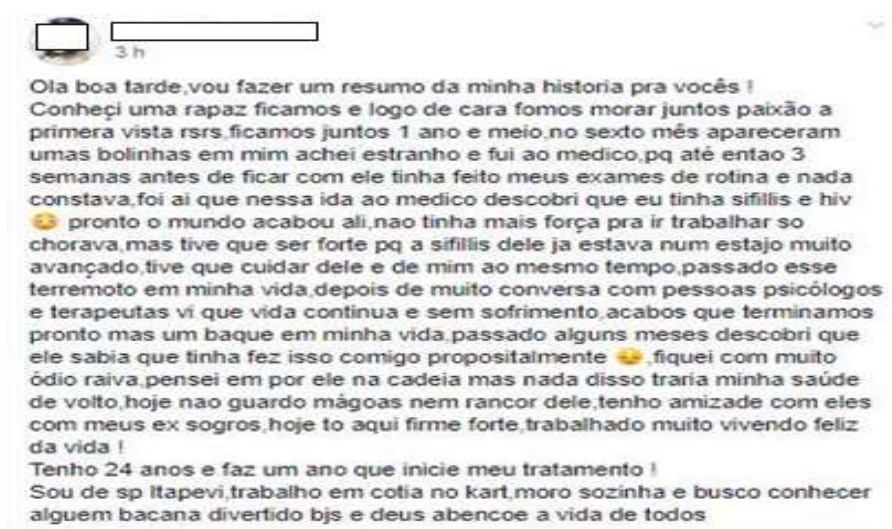 3 h
Ola boa tarde,vou fazer um resumo da minha historia pra vocês !
Conheçi uma rapaz ficamos e logo de cara fomos morar juntos paixão a
primera vista rsrs,ficamos juntos 1 ano e meio,no sexto mês apareceram
umas bolinhas em mim achei estranho e fui ao medico,pq até entao 3
semanas antes de ficar com ele tinha feito meus exames de rotina e nada
constava,foi ai que nessa ida ao medico descobri que eu tinha sifillis e hiv
😔 pronto o mundo acabou ali,nao tinha mais força pra ir trabalhar so
chorava,mas tive que ser forte pq a sifillis dele ja estava num estajo muito
avançado,tive que cuidar dele e de mim ao mesmo tempo,passado esse
terremoto em minha vida,depois de muito conversa com pessoas psicólogos
e terapeutas vi que vida continua e sem sofrimento,acabos que terminamos
pronto mas um baque em minha vida,passado alguns meses descobri que
ele sabia que tinha fez isso comigo propositalmente 😔,fiquei com muito
ódio raiva,pensei em por ele na cadeia mas nada disso traria minha saúde
de volto,hoje nao guardo mágoas nem rancor dele,tenho amizade com eles
com meus ex sogros,hoje to aqui firme forte,trabalhado muito vivendo feliz
da vida !
Tenho 24 anos e faz um ano que inicie meu tratamento !
Sou de sp Itapevi,trabalho em cotia no kart,moro sozinha e busco conhecer
alguem bacana divertido bjs e deus abencoe a vida de todos